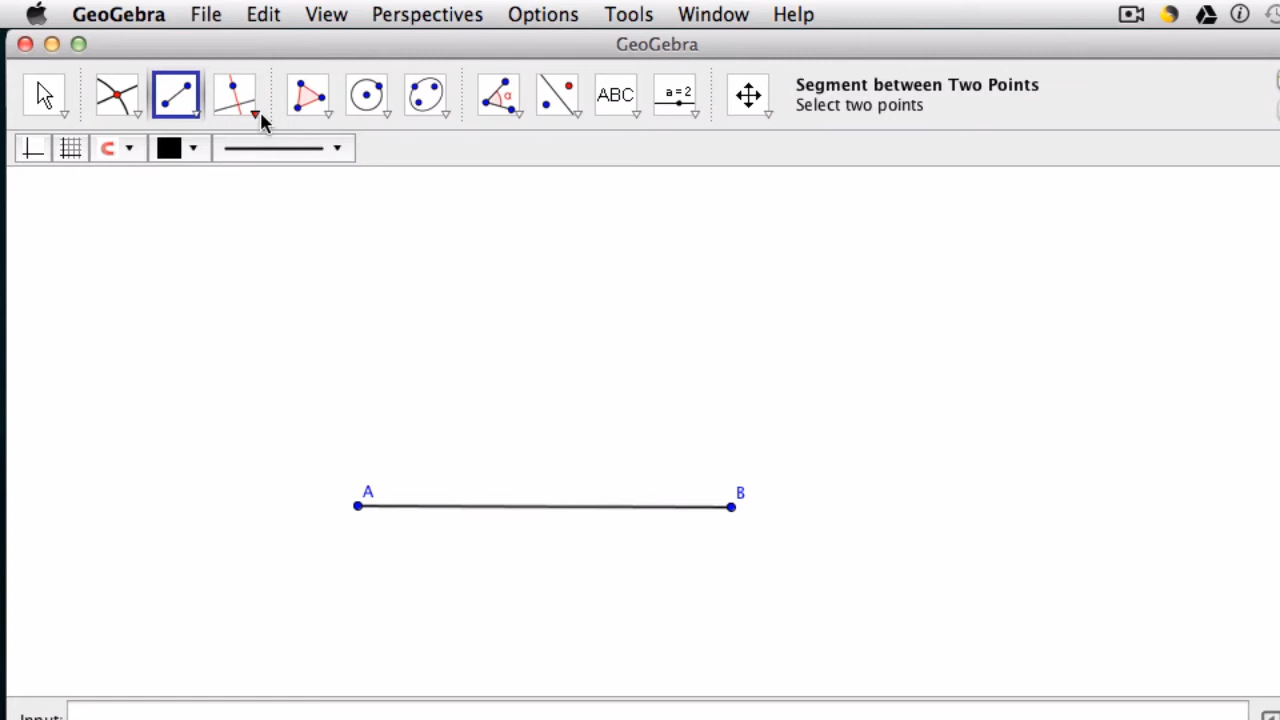 GeoGebra File Edit View Perspectives Options Tools Window Help
GeoGebra
ABC
a=2
α
Segment between Two Points
Select two points
A
B
Input: